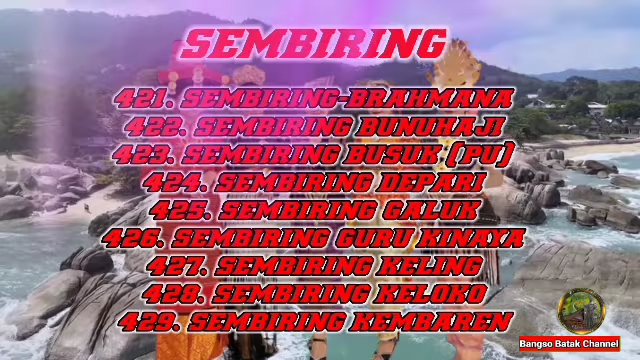 SEMBIRING
421. SEMBIRING-BRAHMANA
422. SEMBIRING BUNUHAJI
423. SEMBIRING BUSUK (PU)
424. SEMBIRING DEPARI
425. SEMBIRING GALUK
426. SEMBIRING GURU KINAYA
427. SEMBIRING KELING
428. SEMBIRING KELOKO
429. SEMBIRING KEMBAREN
Bangso Batak Channel